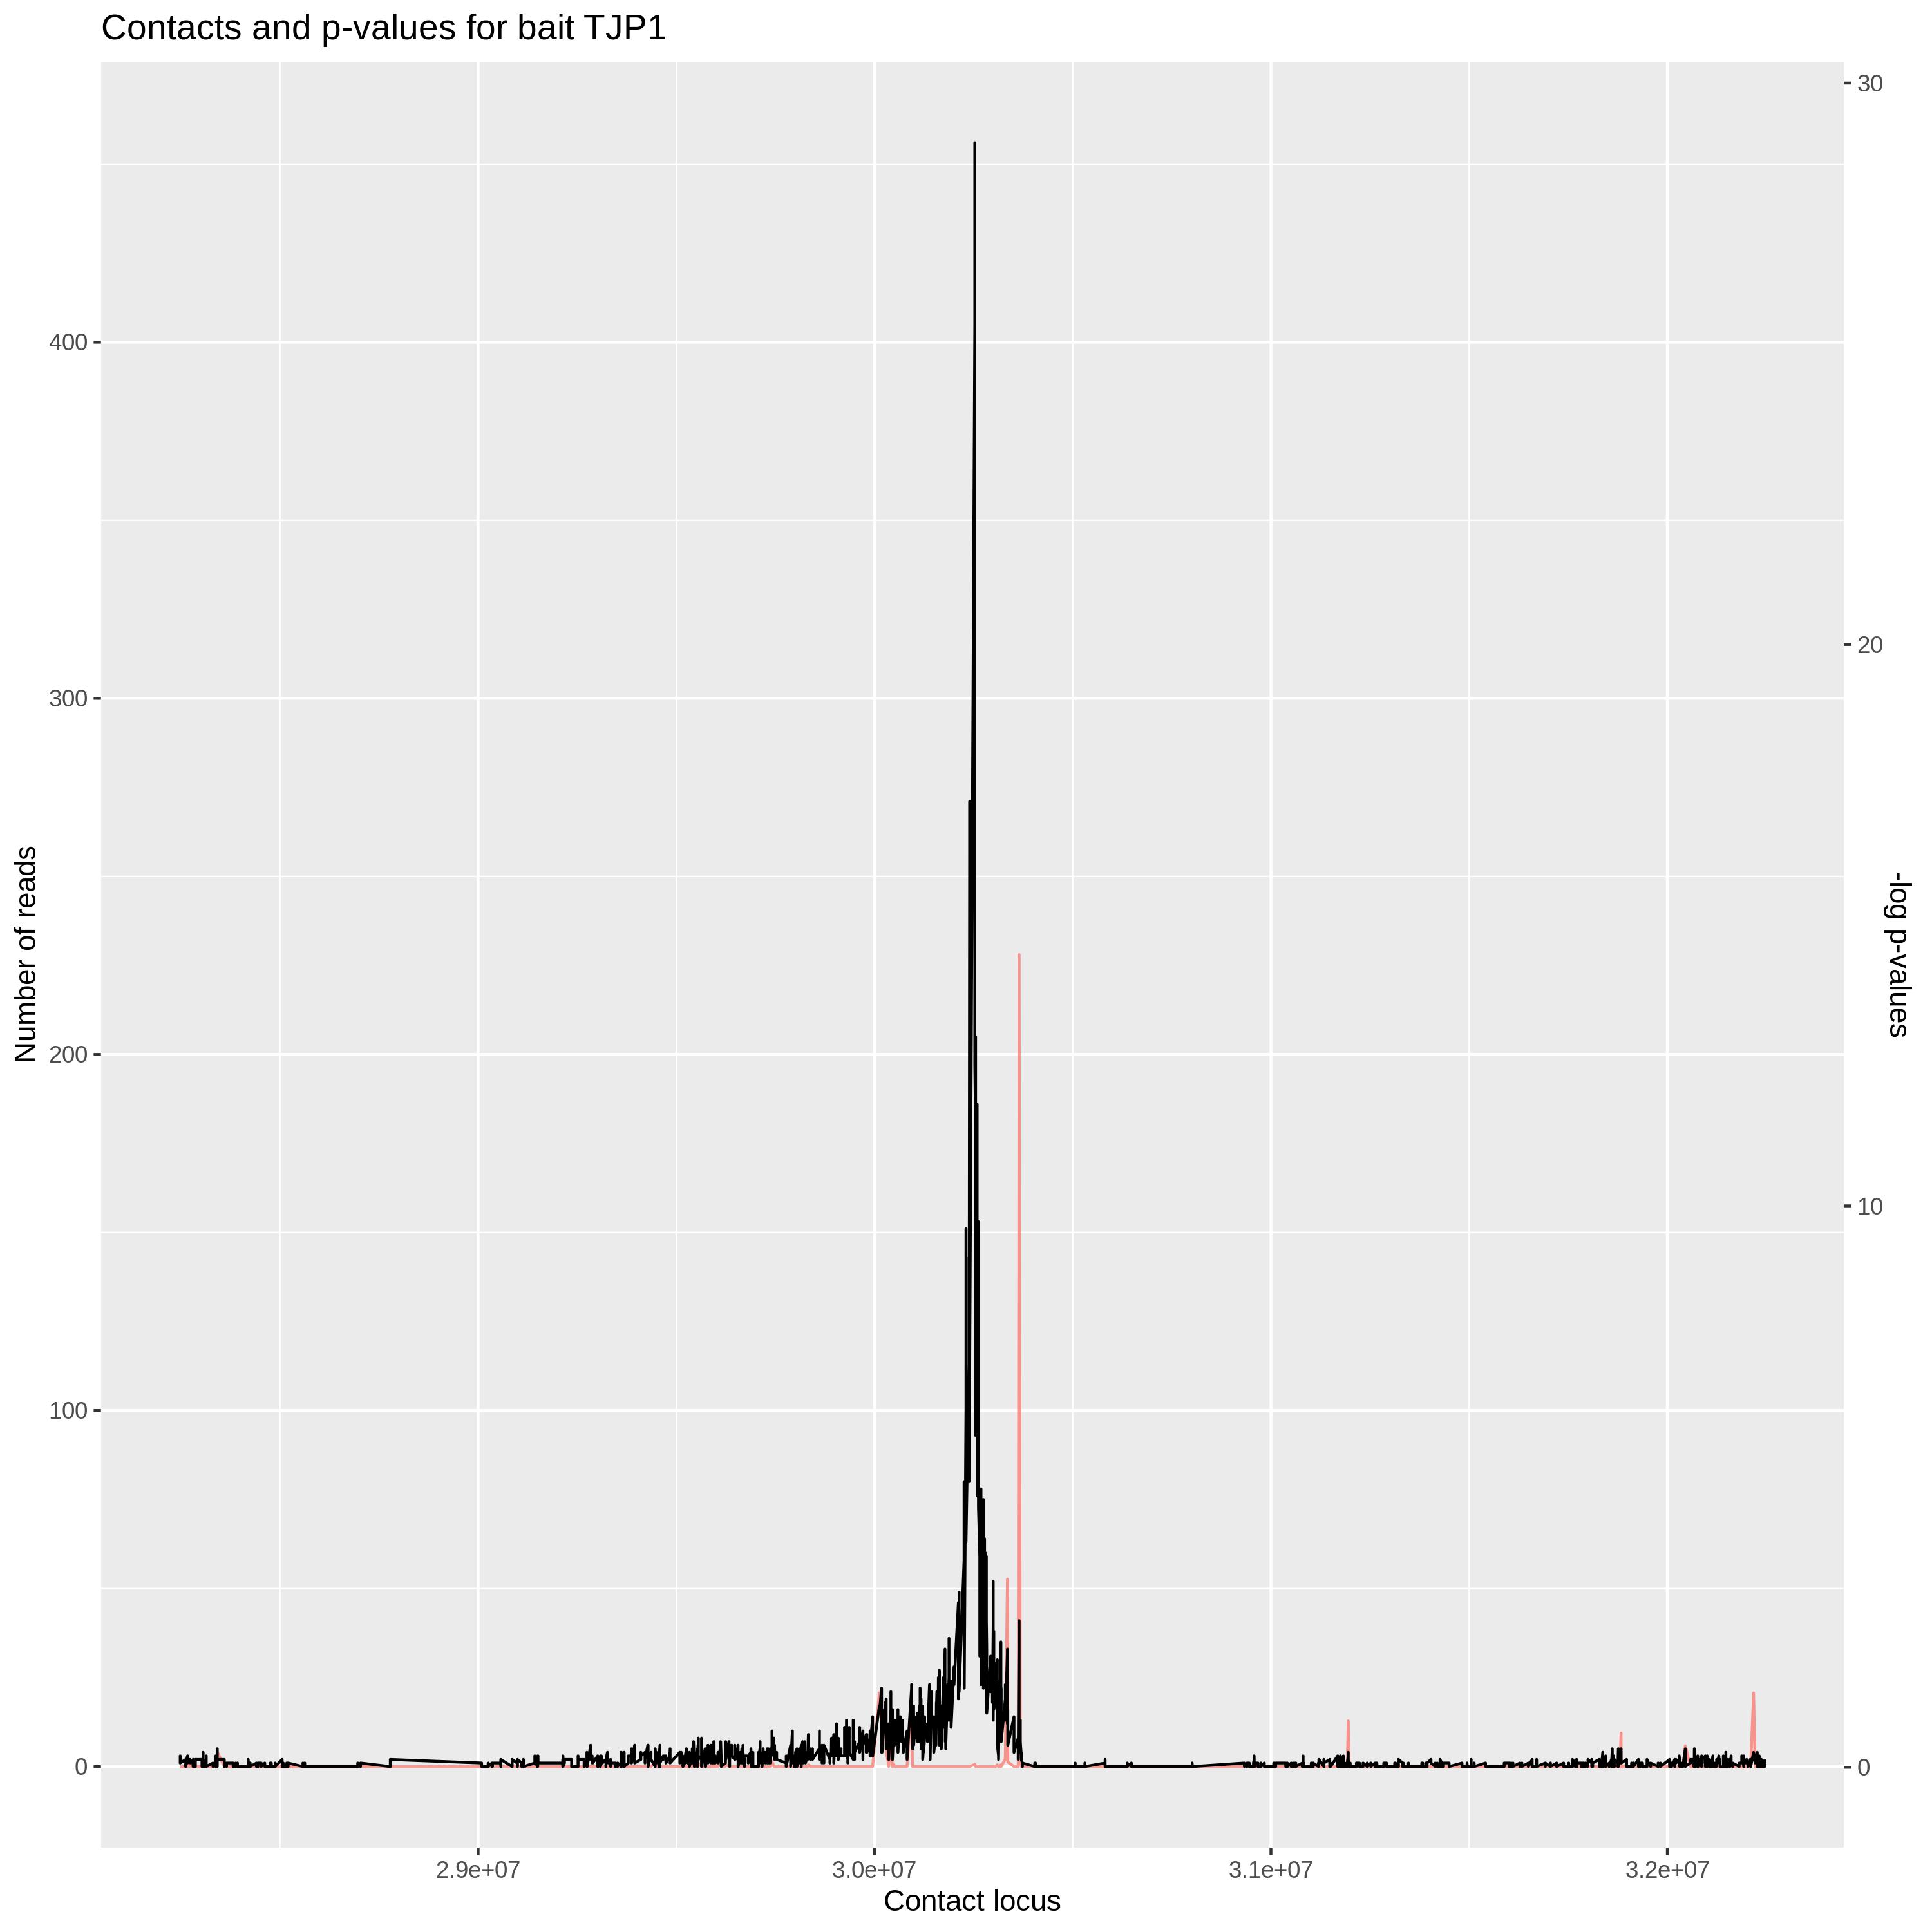 Contacts and p-values for bait TJP1
30
400
20
300
Number of reads
-log p-values
200
10
100
0
0
2.9e+07
3.0e+07
3.1e+07
3.2e+07
Contact locus